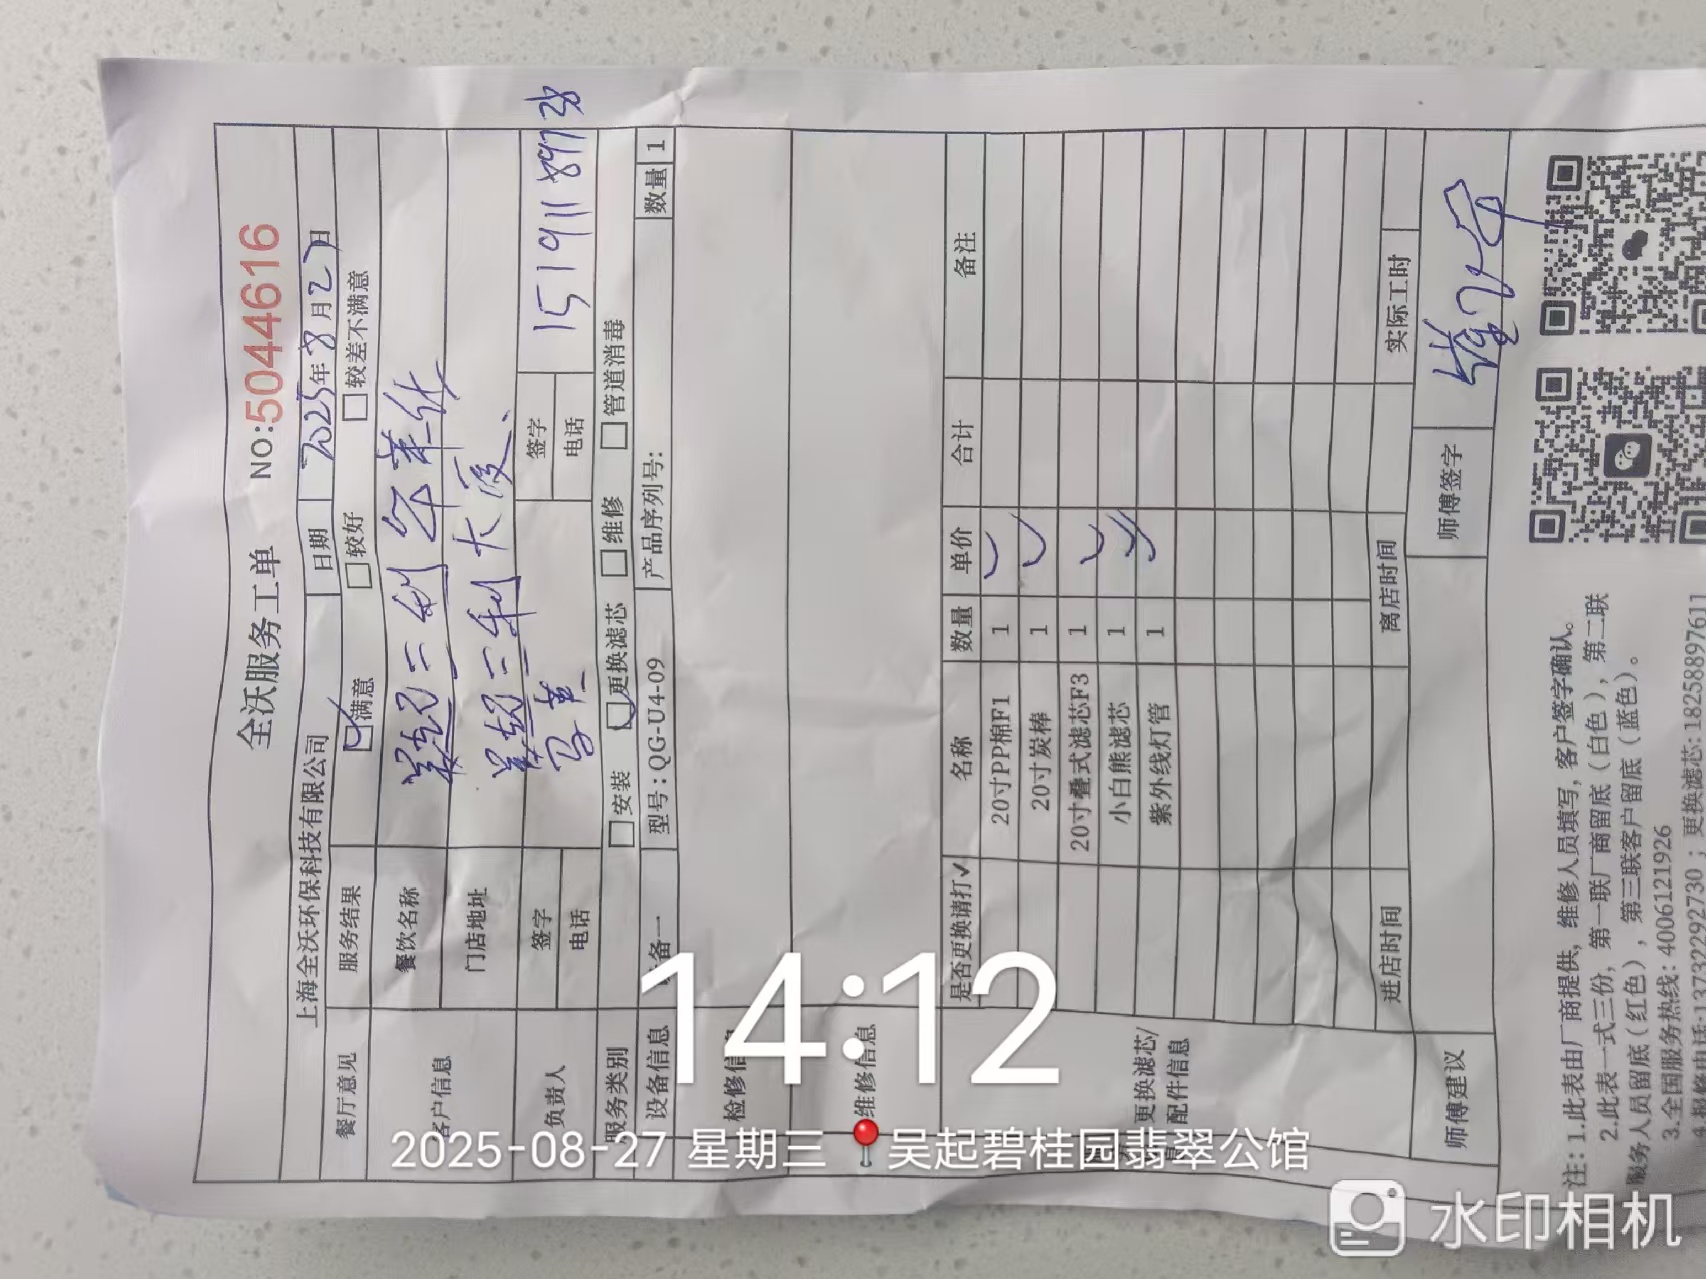 全沃服务工单 NO:5044616
上海全沃环保科技有限公司 日期 2025年8月27日
餐厅意见 服务结果 满意 较好 较差不满意
客户信息 餐饮名称
门店地址
负责人 签字 签字
电话 电话 151911897
服务类别 安装 更换滤芯 维修 管道消毒
设备信息 设备一 型号:QG-U4-09 产品序列号: 数量 1
检修信息
维修信息
更换滤芯/
配件信息
是否更换请打✓ 名称 数量 单价 合计 备注
20寸PP棉F1 1 ✓
20寸炭棒 1 ✓
20寸叠式滤芯F3 1 ✓
小白熊滤芯 1 ✓
紫外线灯管 1 ✓
进店时间 离店时间 实际工时
师傅建议 师傅签字
注:1.此表由厂商提供,维修人员填写,客户签字确认。
2.此表一式三份,第一联厂商留底(白色),第二联
服务人员留底(红色),第三联客户留底(蓝色)。
3.全国服务热线:4006121926
4.报修电话:13732292730;更换滤芯:18258897611
14:12
2025-08-27 星期三 吴起碧桂园翡翠公馆
水印相机